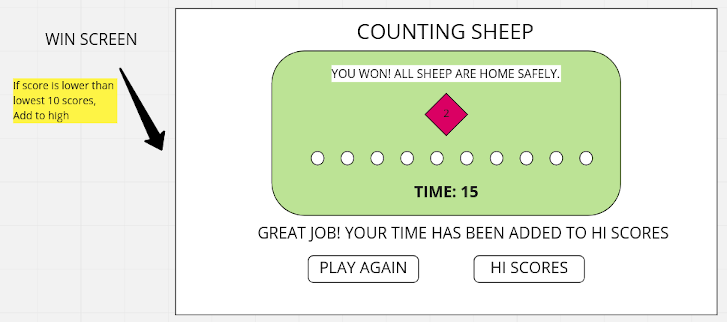 WIN SCREEN
If score is lower than
lowest 10 scores,
Add to high
COUNTING SHEEP
YOU WON! ALL SHEEP ARE HOME SAFELY.
2
TIME: 15
GREAT JOB! YOUR TIME HAS BEEN ADDED TO HI SCORES
PLAY AGAIN
HI SCORES